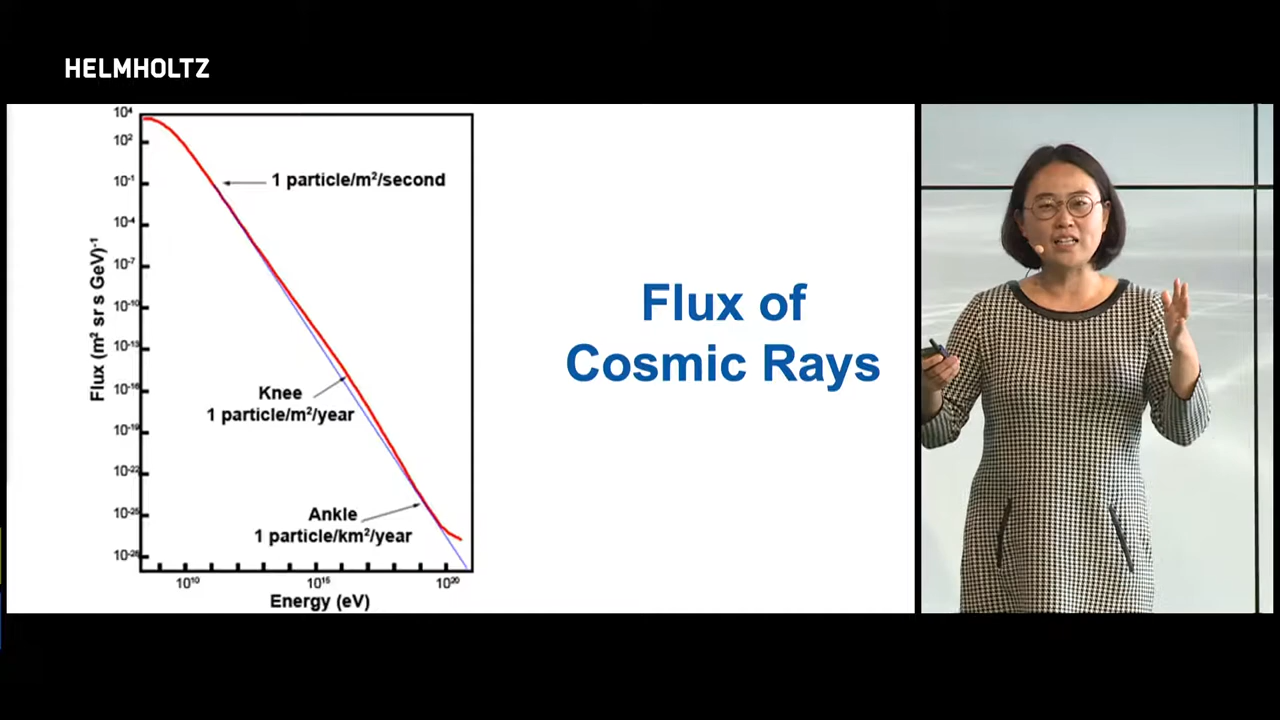 HELMHOLTZ
10⁴
10²
10⁻¹
10⁻⁴
10⁻⁷
10⁻¹⁰
10⁻¹³
10⁻¹⁶
10⁻¹⁹
10⁻²²
10⁻²⁵
10⁻²⁸
Flux (m² sr s GeV)⁻¹
1 particle/m²/second
Knee
1 particle/m²/year
Ankle
1 particle/km²/year
10¹⁰
10¹⁵
10²⁰
Energy (eV)
Flux of
Cosmic Rays